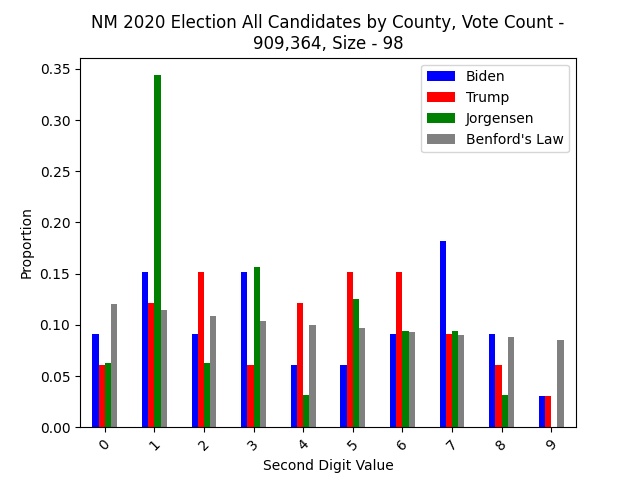 NM 2020 Election All Candidates by County, Vote Count -
909,364, Size - 98
Biden
Trump
Jorgensen
Benford's Law
Proportion
0.35
0.30
0.25
0.20
0.15
0.10
0.05
0.00
0 1 2 3 4 5 6 7 8 9
Second Digit Value